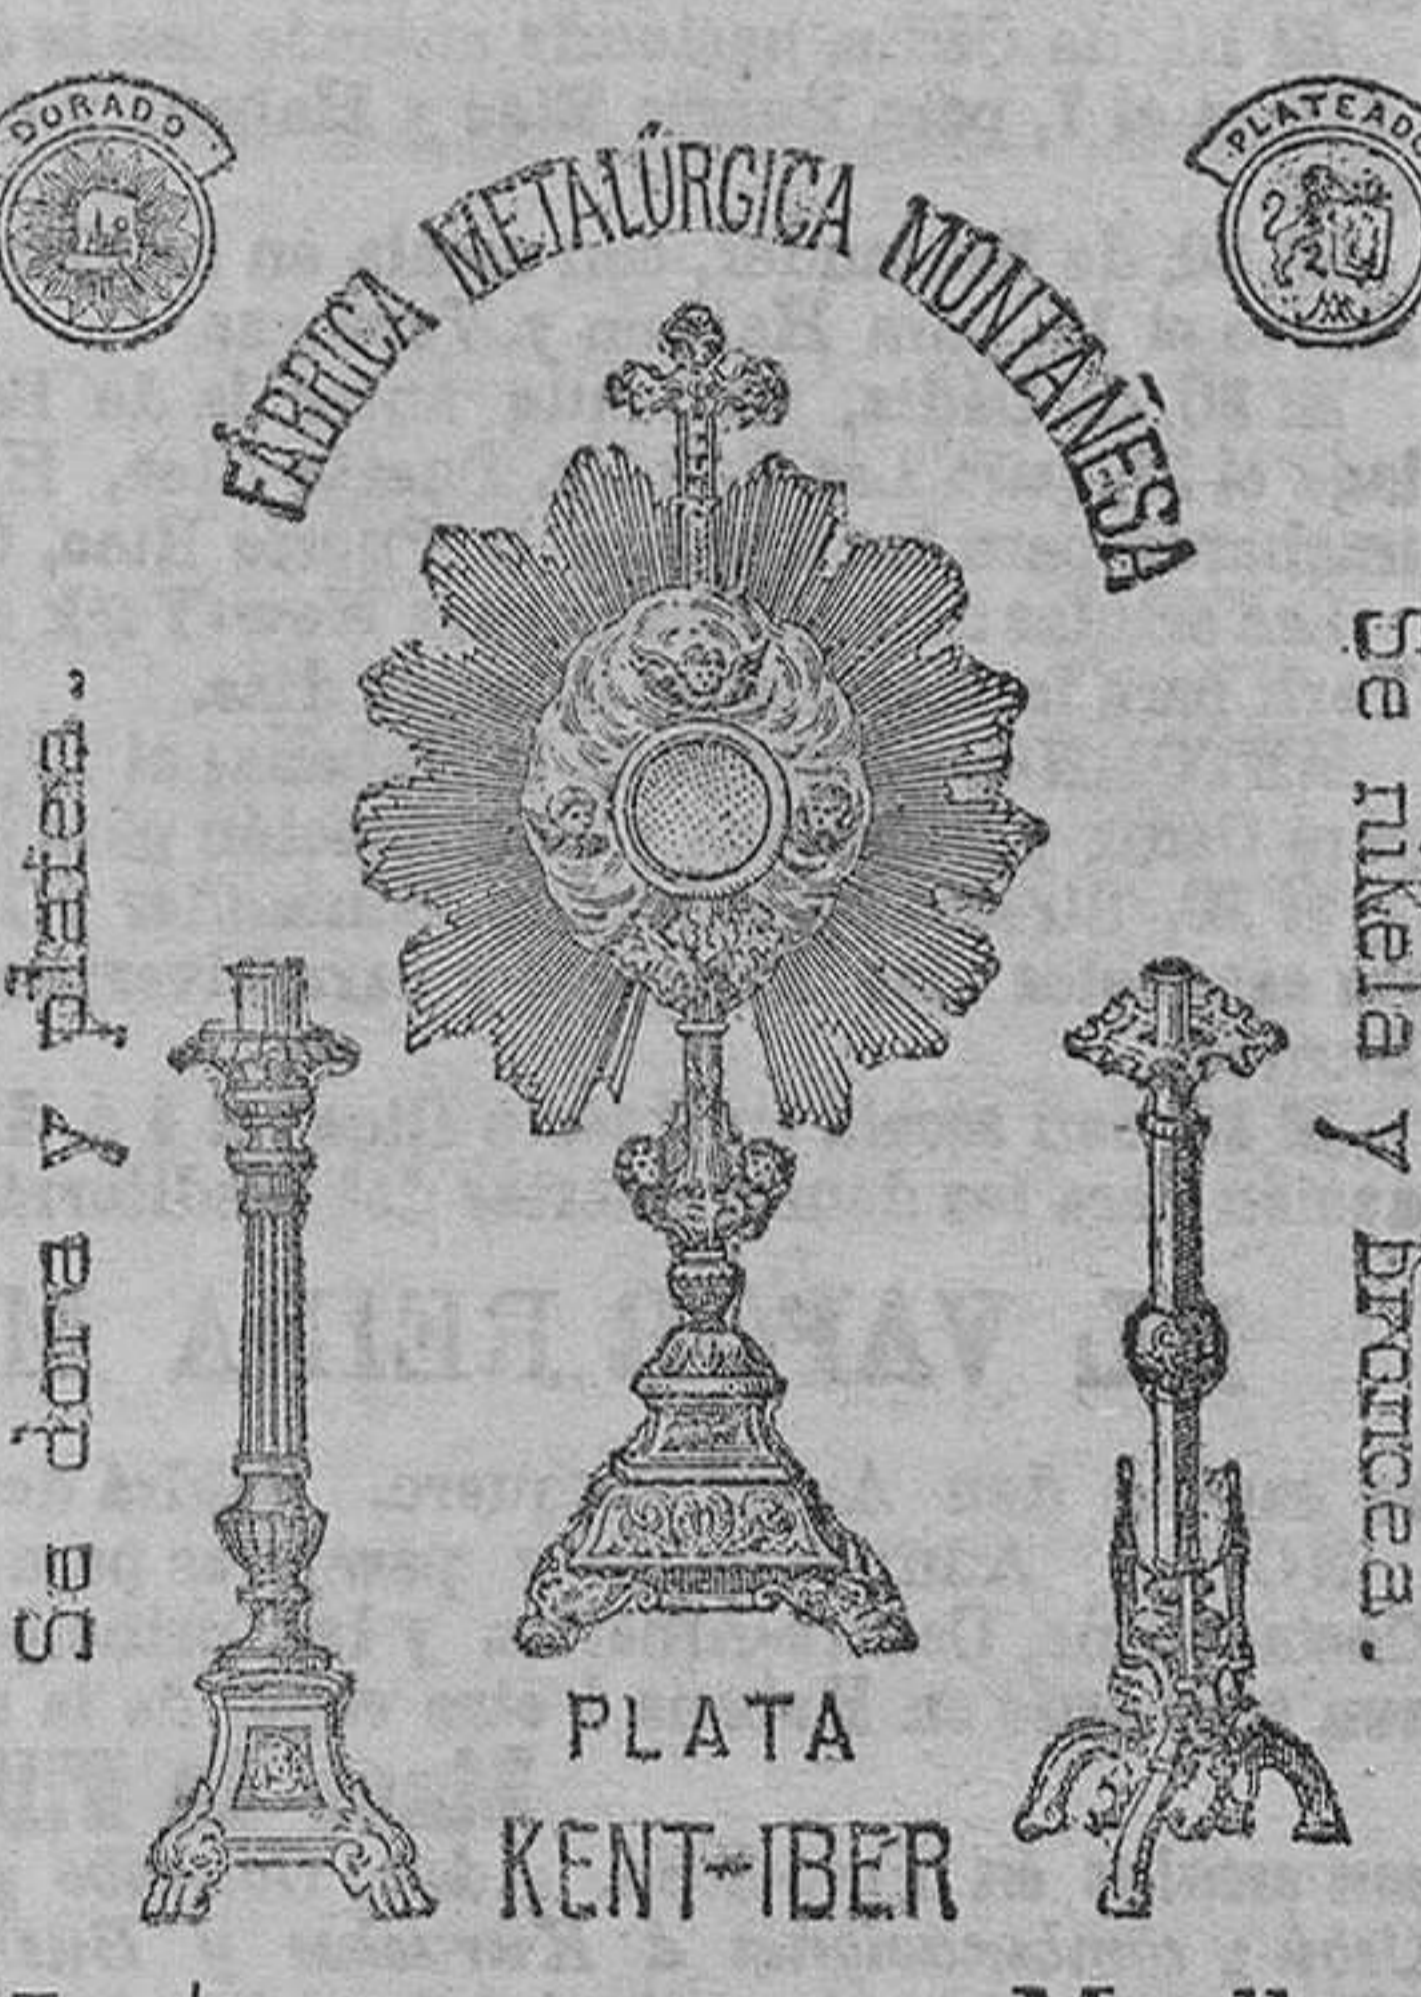 DORADO
PLATEADO
FÁBRICA METALÚRGICA MONTAÑESA
Se dora y platea.
Se nikela y broncea.
PLATA
KENT-IBER